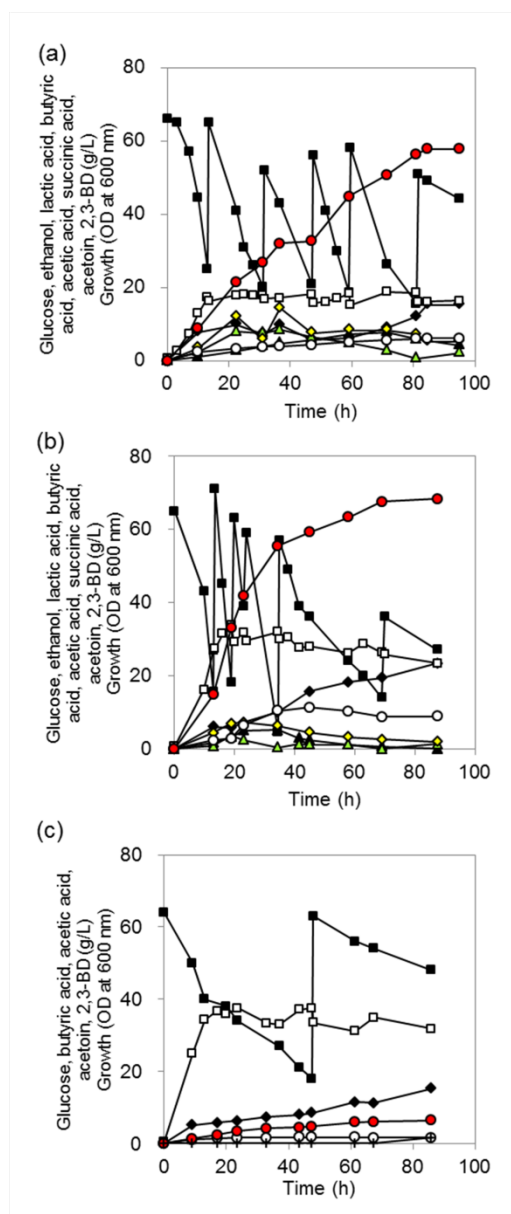 (a)
Glucose, ethanol, lactic acid, butyric
acid, acetic acid, succinic acid,
acetoin, 2,3-BD (g/L)
Growth (OD at 600 nm)
80
60
40
20
0
0 20 40 60 80 100
Time (h)
(b)
Glucose, ethanol, lactic acid, butyric
acid, acetic acid, succinic acid,
acetoin, 2,3-BD (g/L)
Growth (OD at 600 nm)
80
60
40
20
0
0 20 40 60 80 100
Time (h)
(c)
Glucose, butyric acid, acetic acid,
acetoin, 2,3-BD (g/L)
Growth (OD at 600 nm)
80
60
40
20
0
0 20 40 60 80 100
Time (h)